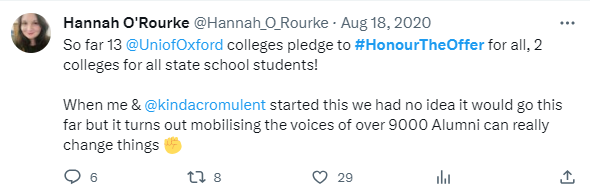 Hannah O'Rourke @Hannah_O_Rourke · Aug 18, 2020
So far 13 @UniofOxford colleges pledge to #HonourTheOffer for all, 2
colleges for all state school students!
When me & @kindacromulent started this we had no idea it would go this
far but it turns out mobilising the voices of over 9000 Alumni can really
change things ✊
6 8 29